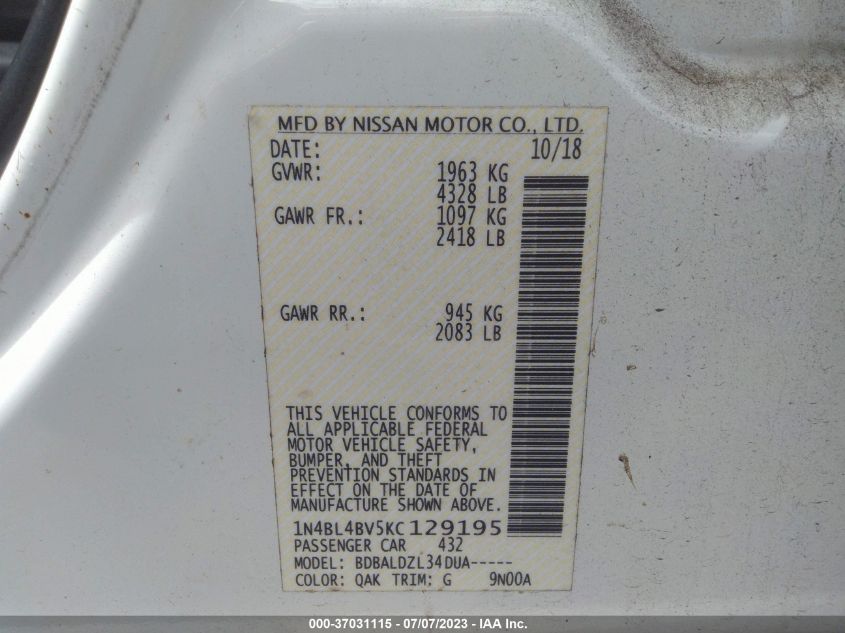 MFD BY NISSAN MOTOR CO., LTD.
DATE: 10/18
GVWR: 1963 KG
4328 LB
GAWR FR.: 1097 KG
2418 LB
GAWR RR.: 945 KG
2083 LB
THIS VEHICLE CONFORMS TO
ALL APPLICABLE FEDERAL
MOTOR VEHICLE SAFETY,
BUMPER, AND THEFT
PREVENTION STANDARDS IN
EFFECT ON THE DATE OF
MANUFACTURE SHOWN ABOVE.
1N4BL4BV5KC129195
PASSENGER CAR 432
MODEL: BDBALDZL34DUA-----
COLOR: QAK TRIM: G 9N00A
000-37031115 - 07/07/2023 - IAA Inc.